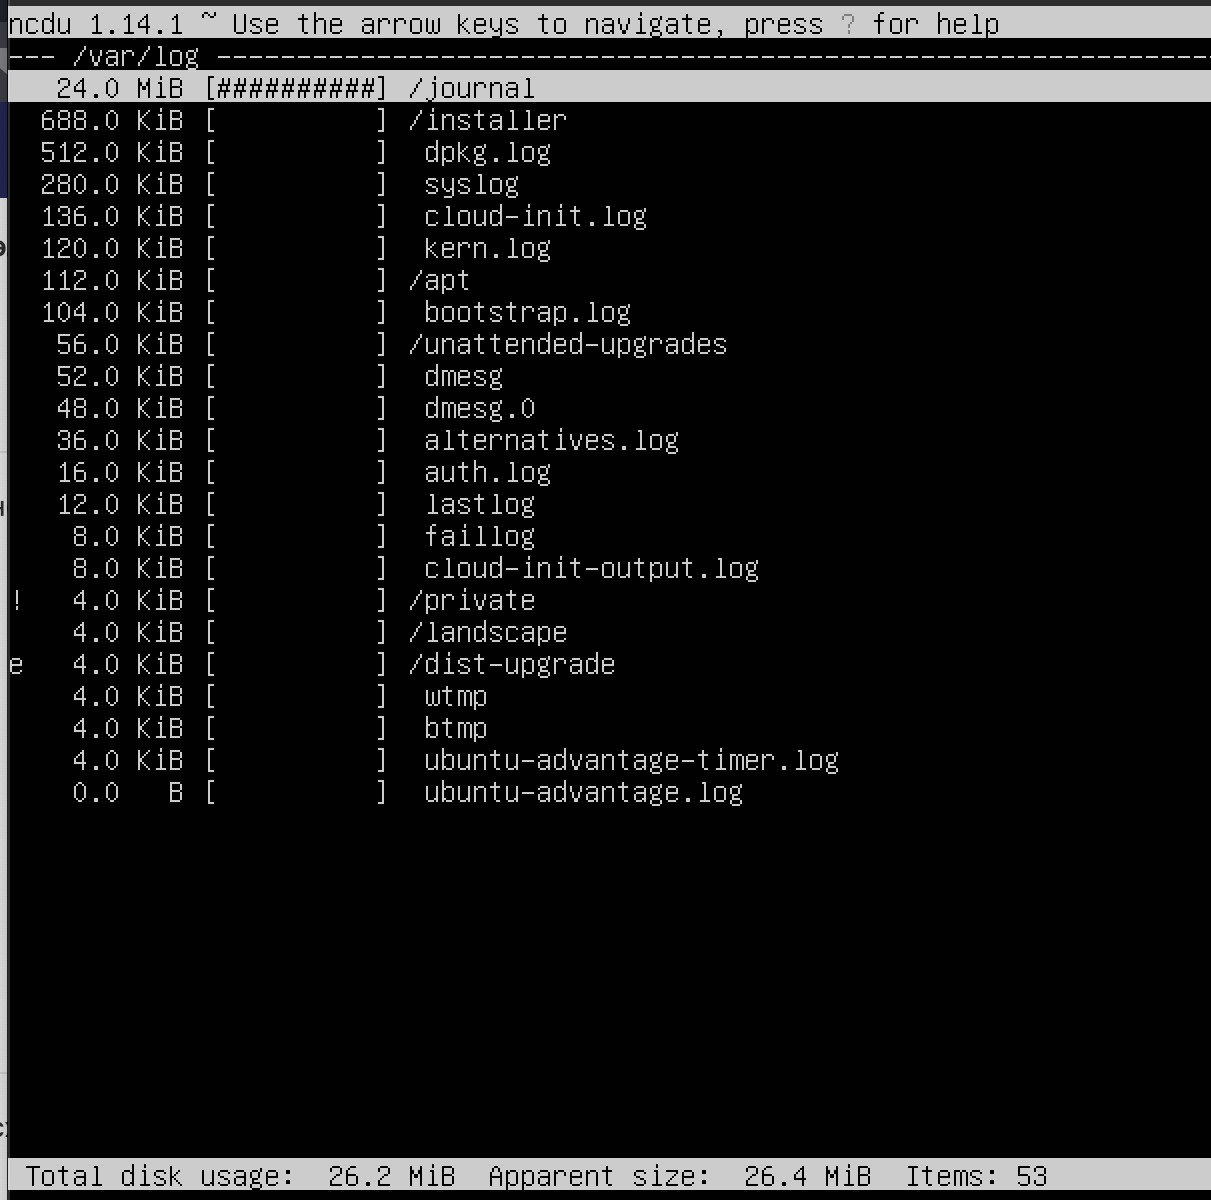 ncdu 1.14.1 ~ Use the arrow keys to navigate, press ? for help
--- /var/log ---------------------------------------------------------------
24.0 MiB [##########] /journal
688.0 KiB [          ] /installer
512.0 KiB [          ]  dpkg.log
280.0 KiB [          ]  syslog
136.0 KiB [          ]  cloud-init.log
120.0 KiB [          ]  kern.log
112.0 KiB [          ] /apt
104.0 KiB [          ]  bootstrap.log
56.0 KiB [          ] /unattended-upgrades
52.0 KiB [          ]  dmesg
48.0 KiB [          ]  dmesg.0
36.0 KiB [          ]  alternatives.log
16.0 KiB [          ]  auth.log
12.0 KiB [          ]  lastlog
8.0 KiB [          ]  faillog
8.0 KiB [          ]  cloud-init-output.log
!   4.0 KiB [          ] /private
4.0 KiB [          ] /landscape
e   4.0 KiB [          ] /dist-upgrade
4.0 KiB [          ]  wtmp
4.0 KiB [          ]  btmp
4.0 KiB [          ]  ubuntu-advantage-timer.log
0.0   B [          ]  ubuntu-advantage.log
Total disk usage:  26.2 MiB  Apparent size:  26.4 MiB  Items: 53